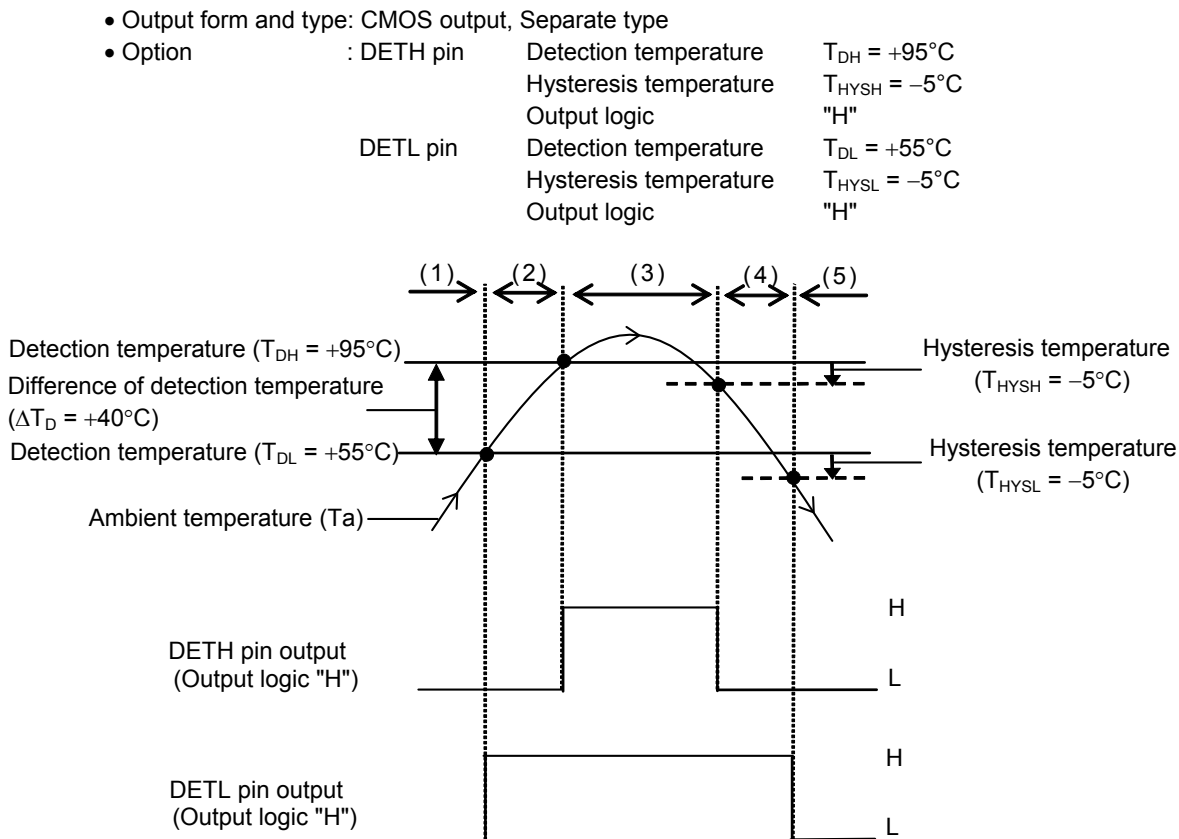 • Output form and type: CMOS output, Separate type
• Option : DETH pin Detection temperature T_DH = +95°C
Hysteresis temperature T_HYSH = −5°C
Output logic "H"
DETL pin Detection temperature T_DL = +55°C
Hysteresis temperature T_HYSL = −5°C
Output logic "H"
(1) (2) (3) (4) (5)
Detection temperature (T_DH = +95°C)
Difference of detection temperature
(ΔT_D = +40°C)
Detection temperature (T_DL = +55°C)
Ambient temperature (Ta)
Hysteresis temperature
(T_HYSH = −5°C)
Hysteresis temperature
(T_HYSL = −5°C)
H
DETH pin output
(Output logic "H")
L
H
DETL pin output
(Output logic "H")
L